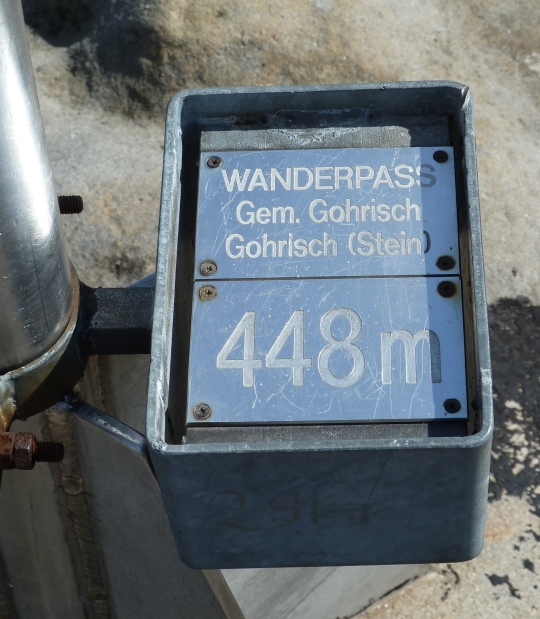 WANDERPASS
Gem. Gohrisch
Gohrisch (Stein)
448 m